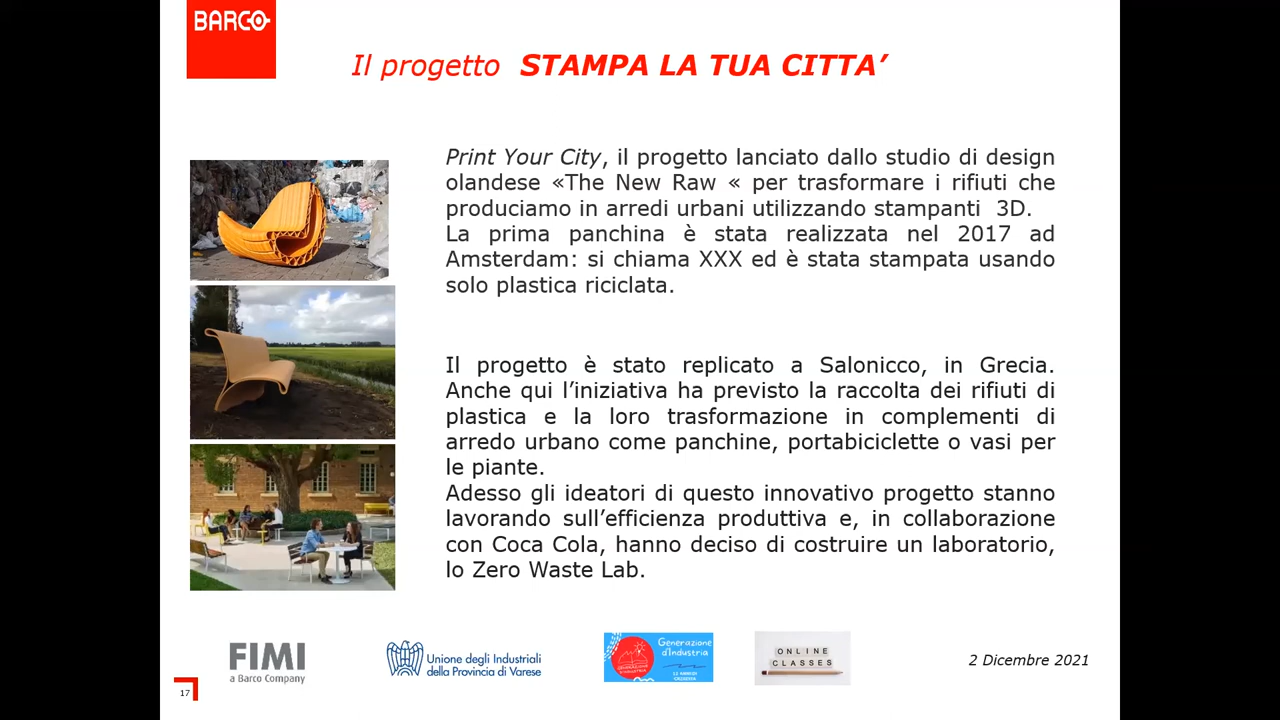 BARCO
Il progetto STAMPA LA TUA CITTA’
Print Your City, il progetto lanciato dallo studio di design
olandese «The New Raw « per trasformare i rifiuti che
produciamo in arredi urbani utilizzando stampanti 3D.
La prima panchina è stata realizzata nel 2017 ad
Amsterdam: si chiama XXX ed è stata stampata usando
solo plastica riciclata.
Il progetto è stato replicato a Salonicco, in Grecia.
Anche qui l’iniziativa ha previsto la raccolta dei rifiuti di
plastica e la loro trasformazione in complementi di
arredo urbano come panchine, portabiciclette o vasi per
le piante.
Adesso gli ideatori di questo innovativo progetto stanno
lavorando sull’efficienza produttiva e, in collaborazione
con Coca Cola, hanno deciso di costruire un laboratorio,
lo Zero Waste Lab.
FIMI
a Barco Company
Unione degli Industriali
della Provincia di Varese
Generazione
d'Industria
ONLINE
CLASSES
2 Dicembre 2021
17